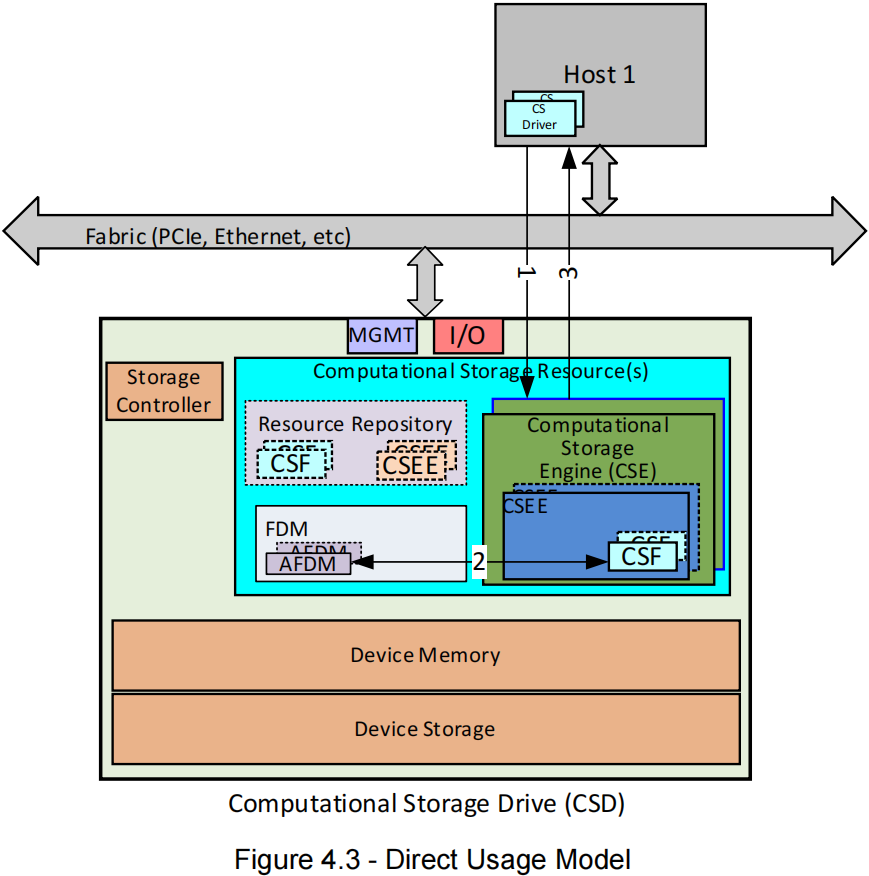 Host 1
CS
CS
Driver
Fabric (PCIe, Ethernet, etc)
1
3
MGMT
I/O
Storage
Controller
Computational Storage Resource(s)
Resource Repository
CSF
CSF
CSEE
CSEE
Computational
Storage
Engine (CSE)
CSEE
CSEE
FDM
AFDM
AFDM
2
CSF
CSF
Device Memory
Device Storage
Computational Storage Drive (CSD)
Figure 4.3 - Direct Usage Model